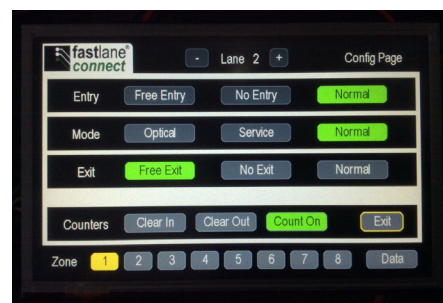 fastlane® - Lane 2 + Config Page
connect
Entry Free Entry No Entry Normal
Mode Optical Service Normal
Exit Free Exit No Exit Normal
Counters Clear In Clear Out Count On Exit
Zone 1 2 3 4 5 6 7 8 Data